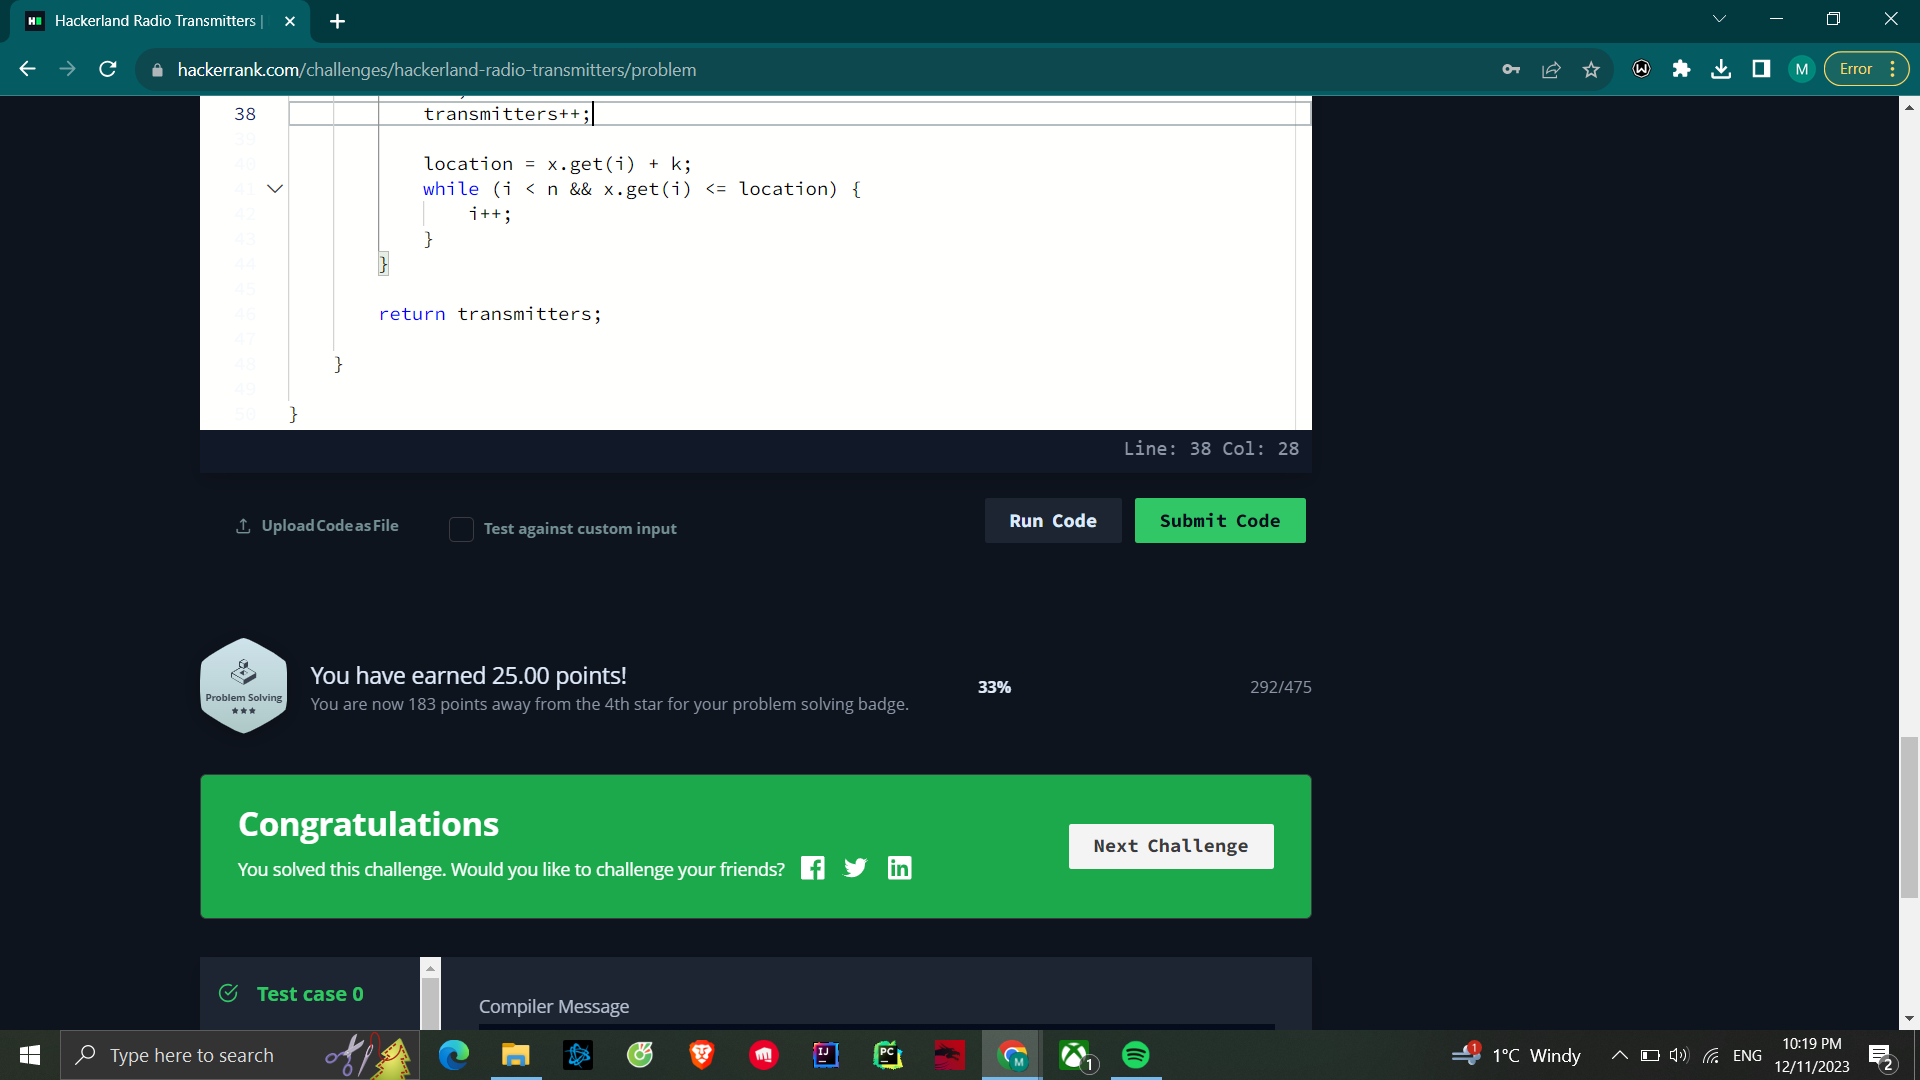 Hackerland Radio Transmitters |
hackerrank.com/challenges/hackerland-radio-transmitters/problem
M
Error
38 transmitters++;
39
40 location = x.get(i) + k;
41 while (i < n && x.get(i) <= location) {
42 i++;
43 }
44 }
45
46 return transmitters;
47
48 }
49
50 }
Line: 38 Col: 28
Upload Code as File
Test against custom input
Run Code
Submit Code
Problem Solving
You have earned 25.00 points!
You are now 183 points away from the 4th star for your problem solving badge.
33%
292/475
Congratulations
You solved this challenge. Would you like to challenge your friends?
Next Challenge
Test case 0
Compiler Message
Type here to search
1
1
1°C Windy
ENG
10:19 PM
12/11/2023
2